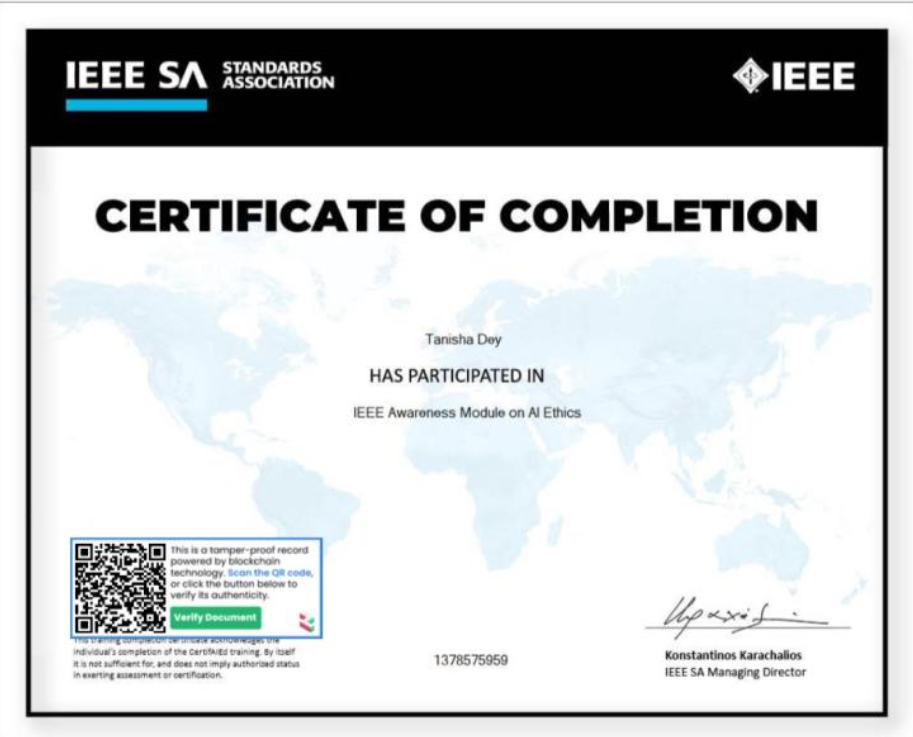 IEEE SA STANDARDS
ASSOCIATION
IEEE
CERTIFICATE OF COMPLETION
Tanisha Dey
HAS PARTICIPATED IN
IEEE Awareness Module on AI Ethics
This is a tamper-proof record
powered by blockchain
technology. Scan the QR code,
or click the button below to
verify its authenticity.
Verify Document
This training completion certificate acknowledges the
individual's completion of the CertifAIEd training. By itself
it is not sufficient for, and does not imply authorized status
in exerting assessment or certification.
1378575959
Konstantinos Karachalios
IEEE SA Managing Director